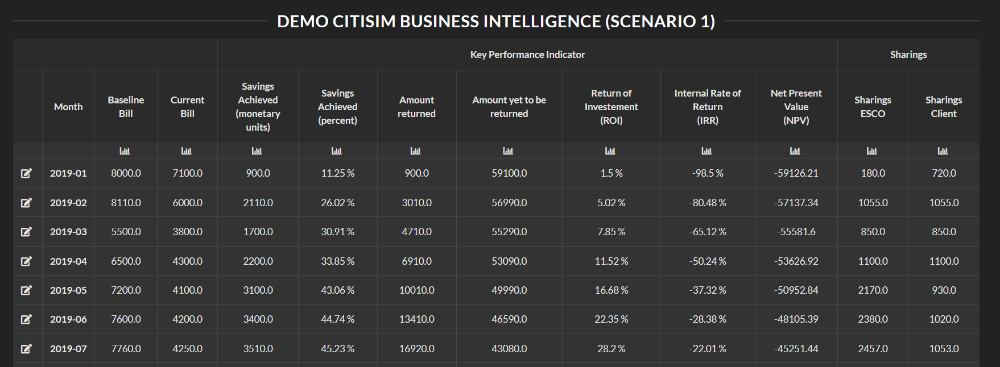 DEMO CITISIM BUSINESS INTELLIGENCE (SCENARIO 1)
Key Performance Indicator Sharings
Month Baseline Bill Current Bill Savings Achieved (monetary units) Savings Achieved (percent) Amount returned Amount yet to be returned Return of Investement (ROI) Internal Rate of Return (IRR) Net Present Value (NPV) Sharings ESCO Sharings Client
2019-01 8000.0 7100.0 900.0 11.25 % 900.0 59100.0 1.5 % -98.5 % -59126.21 180.0 720.0
2019-02 8110.0 6000.0 2110.0 26.02 % 3010.0 56990.0 5.02 % -80.48 % -57137.34 1055.0 1055.0
2019-03 5500.0 3800.0 1700.0 30.91 % 4710.0 55290.0 7.85 % -65.12 % -55581.6 850.0 850.0
2019-04 6500.0 4300.0 2200.0 33.85 % 6910.0 53090.0 11.52 % -50.24 % -53626.92 1100.0 1100.0
2019-05 7200.0 4100.0 3100.0 43.06 % 10010.0 49990.0 16.68 % -37.32 % -50952.84 2170.0 930.0
2019-06 7600.0 4200.0 3400.0 44.74 % 13410.0 46590.0 22.35 % -28.38 % -48105.39 2380.0 1020.0
2019-07 7760.0 4250.0 3510.0 45.23 % 16920.0 43080.0 28.2 % -22.01 % -45251.44 2457.0 1053.0